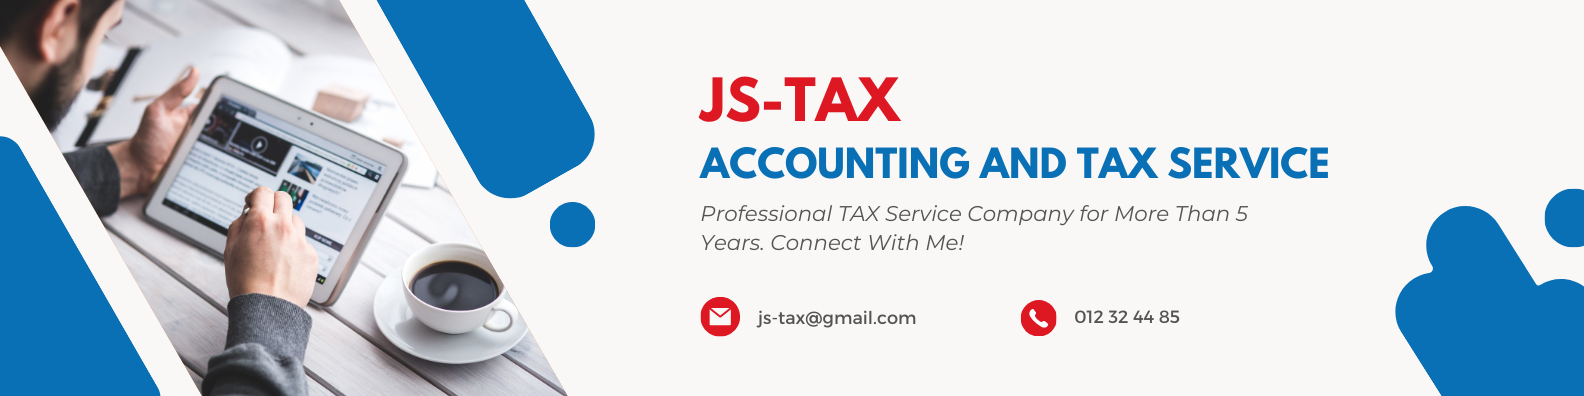 JS-TAX
ACCOUNTING AND TAX SERVICE
Professional TAX Service Company for More Than 5
Years. Connect With Me!
js-tax@gmail.com
012 32 44 85